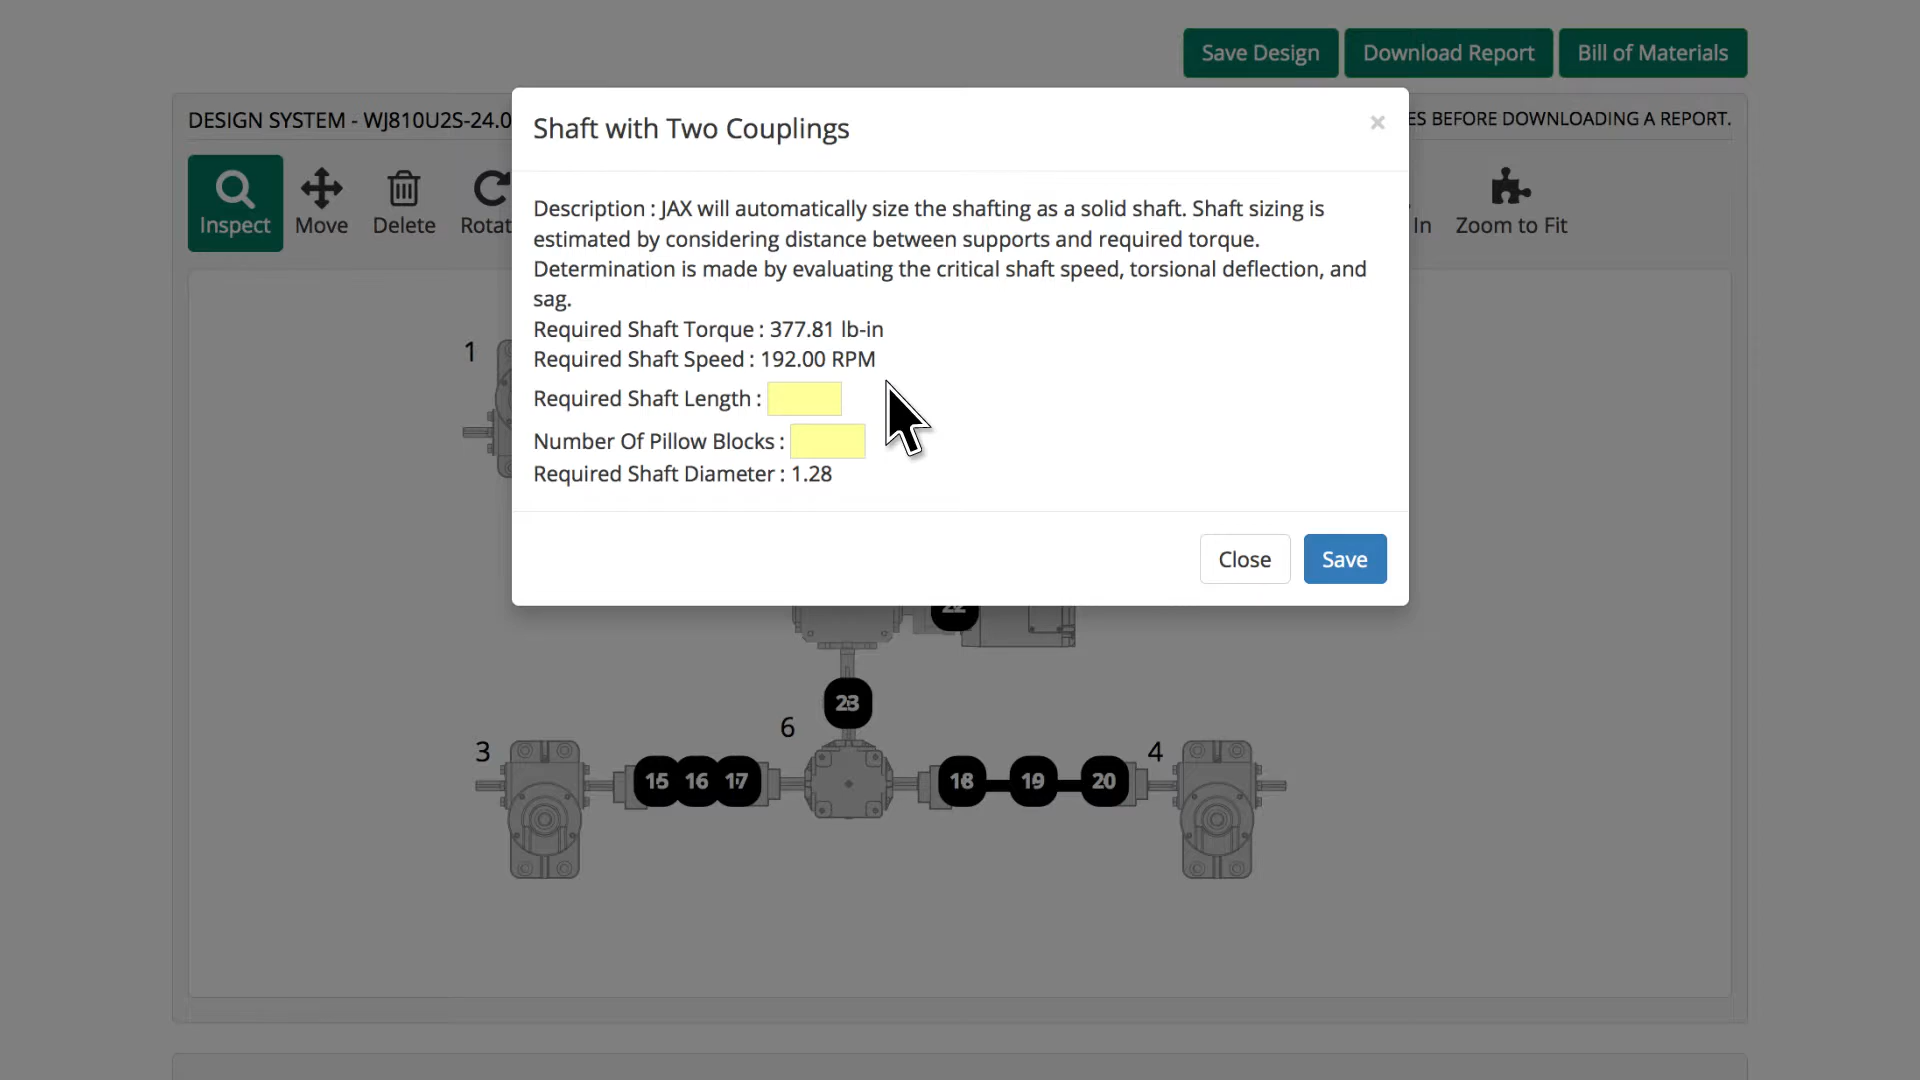 Save Design Download Report Bill of Materials
DESIGN SYSTEM - WJ810U2S-24.0
Shaft with Two Couplings
×
ES BEFORE DOWNLOADING A REPORT.
Inspect Move Delete Rotat In Zoom to Fit
Description : JAX will automatically size the shafting as a solid shaft. Shaft sizing is
estimated by considering distance between supports and required torque.
Determination is made by evaluating the critical shaft speed, torsional deflection, and
sag.
Required Shaft Torque : 377.81 lb-in
Required Shaft Speed : 192.00 RPM
Required Shaft Length :
Number Of Pillow Blocks :
Required Shaft Diameter : 1.28
Close Save
1
22
23
6
3 4
15 16 17 18 19 20